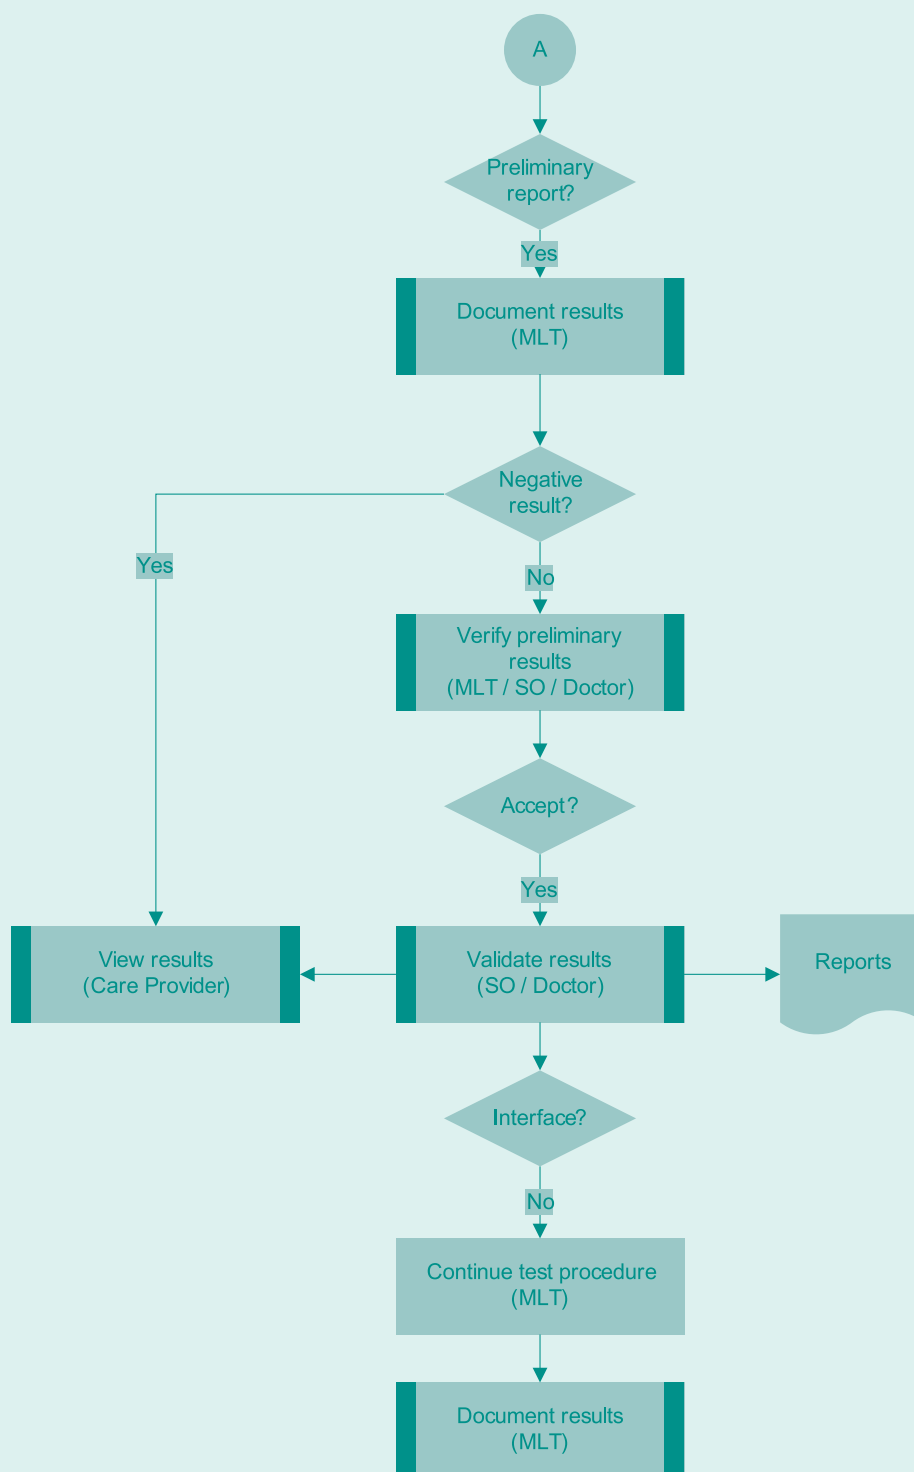 A
Preliminary
report?
Yes
Document results
(MLT)
Negative
result?
Yes
No
Verify preliminary
results
(MLT / SO / Doctor)
Accept?
Yes
View results
(Care Provider)
Validate results
(SO / Doctor)
Reports
Interface?
No
Continue test procedure
(MLT)
Document results
(MLT)